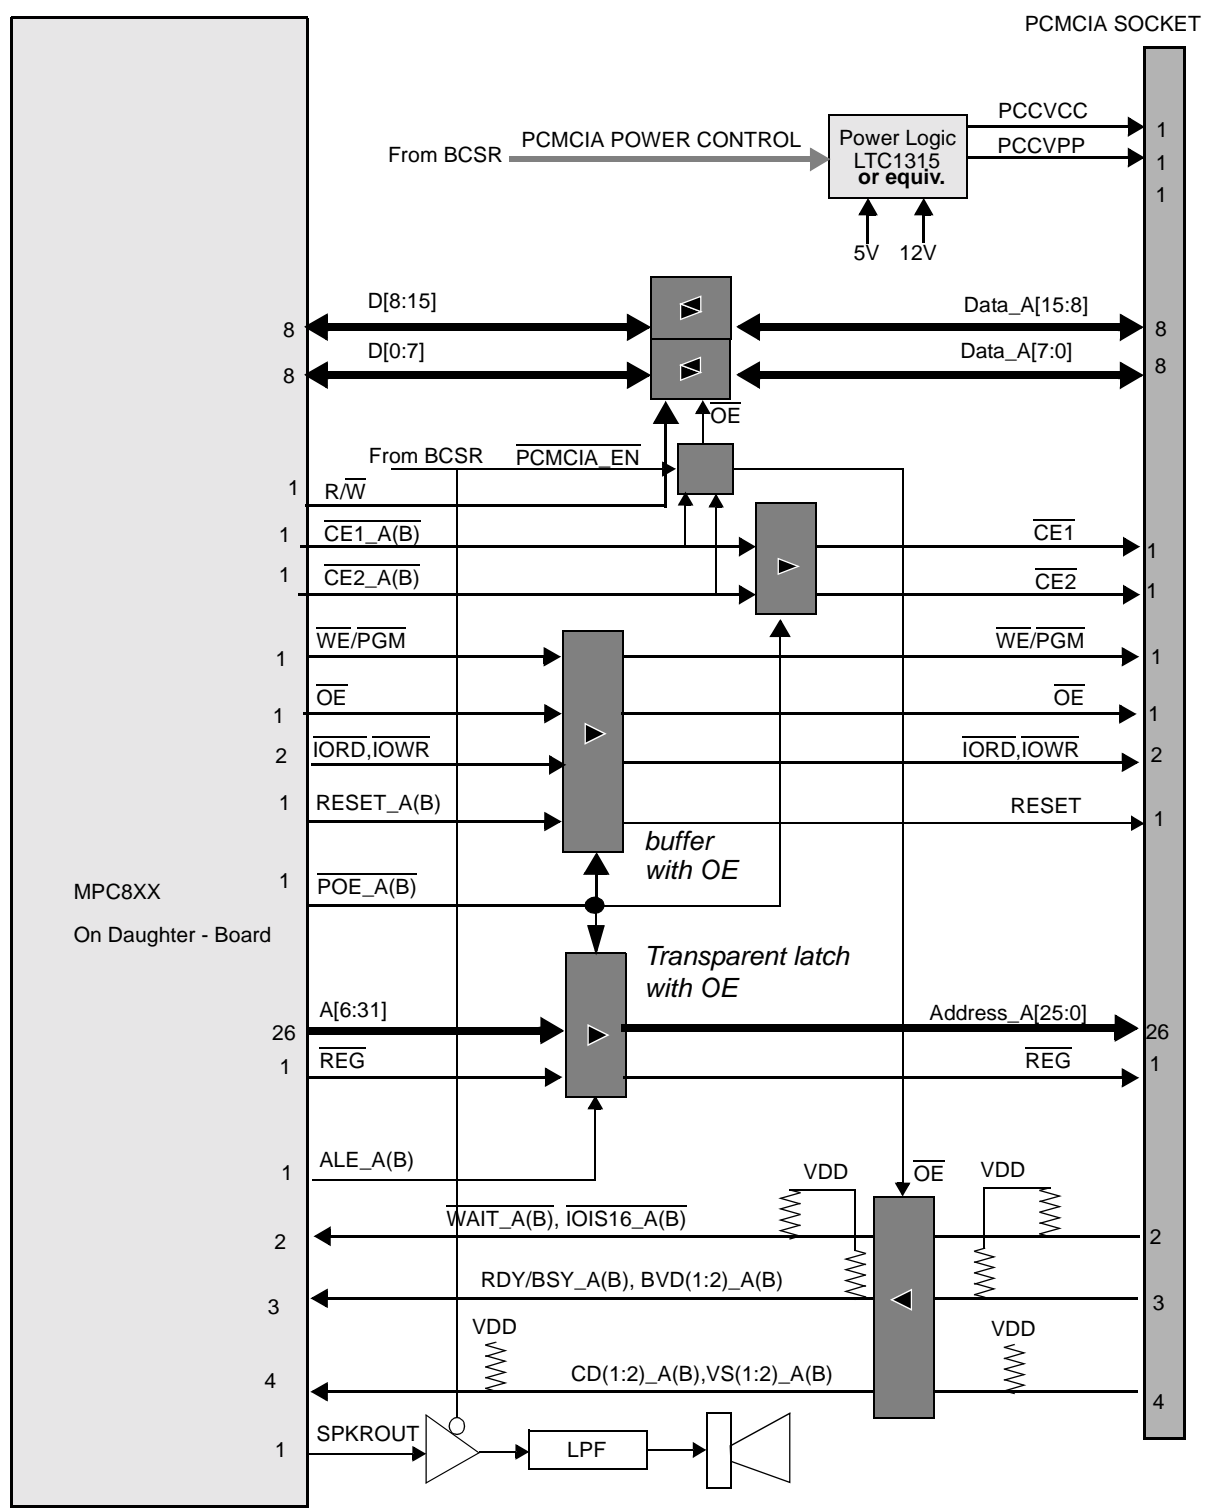 PCMCIA SOCKET
PCCVCC
1
PCMCIA POWER CONTROL
From BCSR
Power Logic
LTC1315
or equiv.
PCCVPP
1
1
5V
12V
D[8:15]
Data_A[15:8]
8
8
D[0:7]
Data_A[7:0]
8
8
OE
From BCSR
PCMCIA_EN
1
R/W
1
CE1_A(B)
CE1
1
1
CE2_A(B)
CE2
1
1
WE/PGM
WE/PGM
1
1
OE
OE
1
2
IORD,IOWR
IORD,IOWR
2
1
RESET_A(B)
RESET
1
buffer
with OE
1
POE_A(B)
MPC8XX
On Daughter - Board
Transparent latch
with OE
A[6:31]
Address_A[25:0]
26
26
1
REG
REG
1
1
ALE_A(B)
VDD
OE
VDD
WAIT_A(B), IOIS16_A(B)
2
2
RDY/BSY_A(B), BVD(1:2)_A(B)
3
3
VDD
VDD
4
CD(1:2)_A(B),VS(1:2)_A(B)
4
SPKROUT
1
LPF